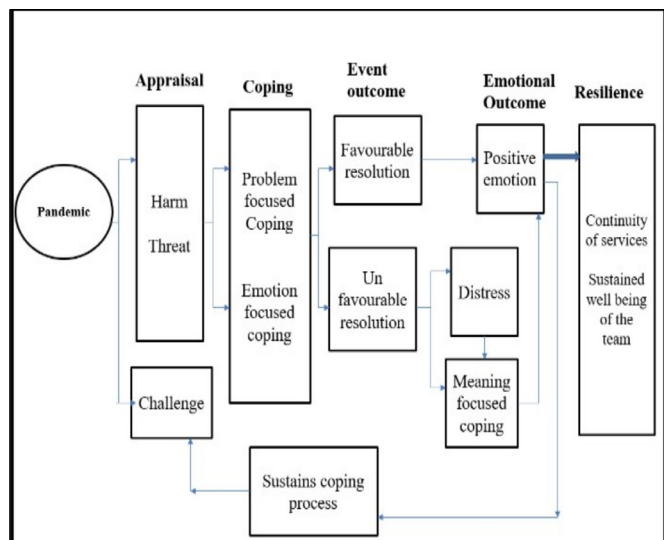 Appraisal
Coping
Event
outcome
Emotional
Outcome
Resilience
Pandemic
Harm
Threat
Challenge
Problem
focused
Coping
Emotion
focused
coping
Favourable
resolution
Un
favourable
resolution
Positive
emotion
Distress
Meaning
focused
coping
Continuity
of services
Sustained
well being
of the
team
Sustains coping
process